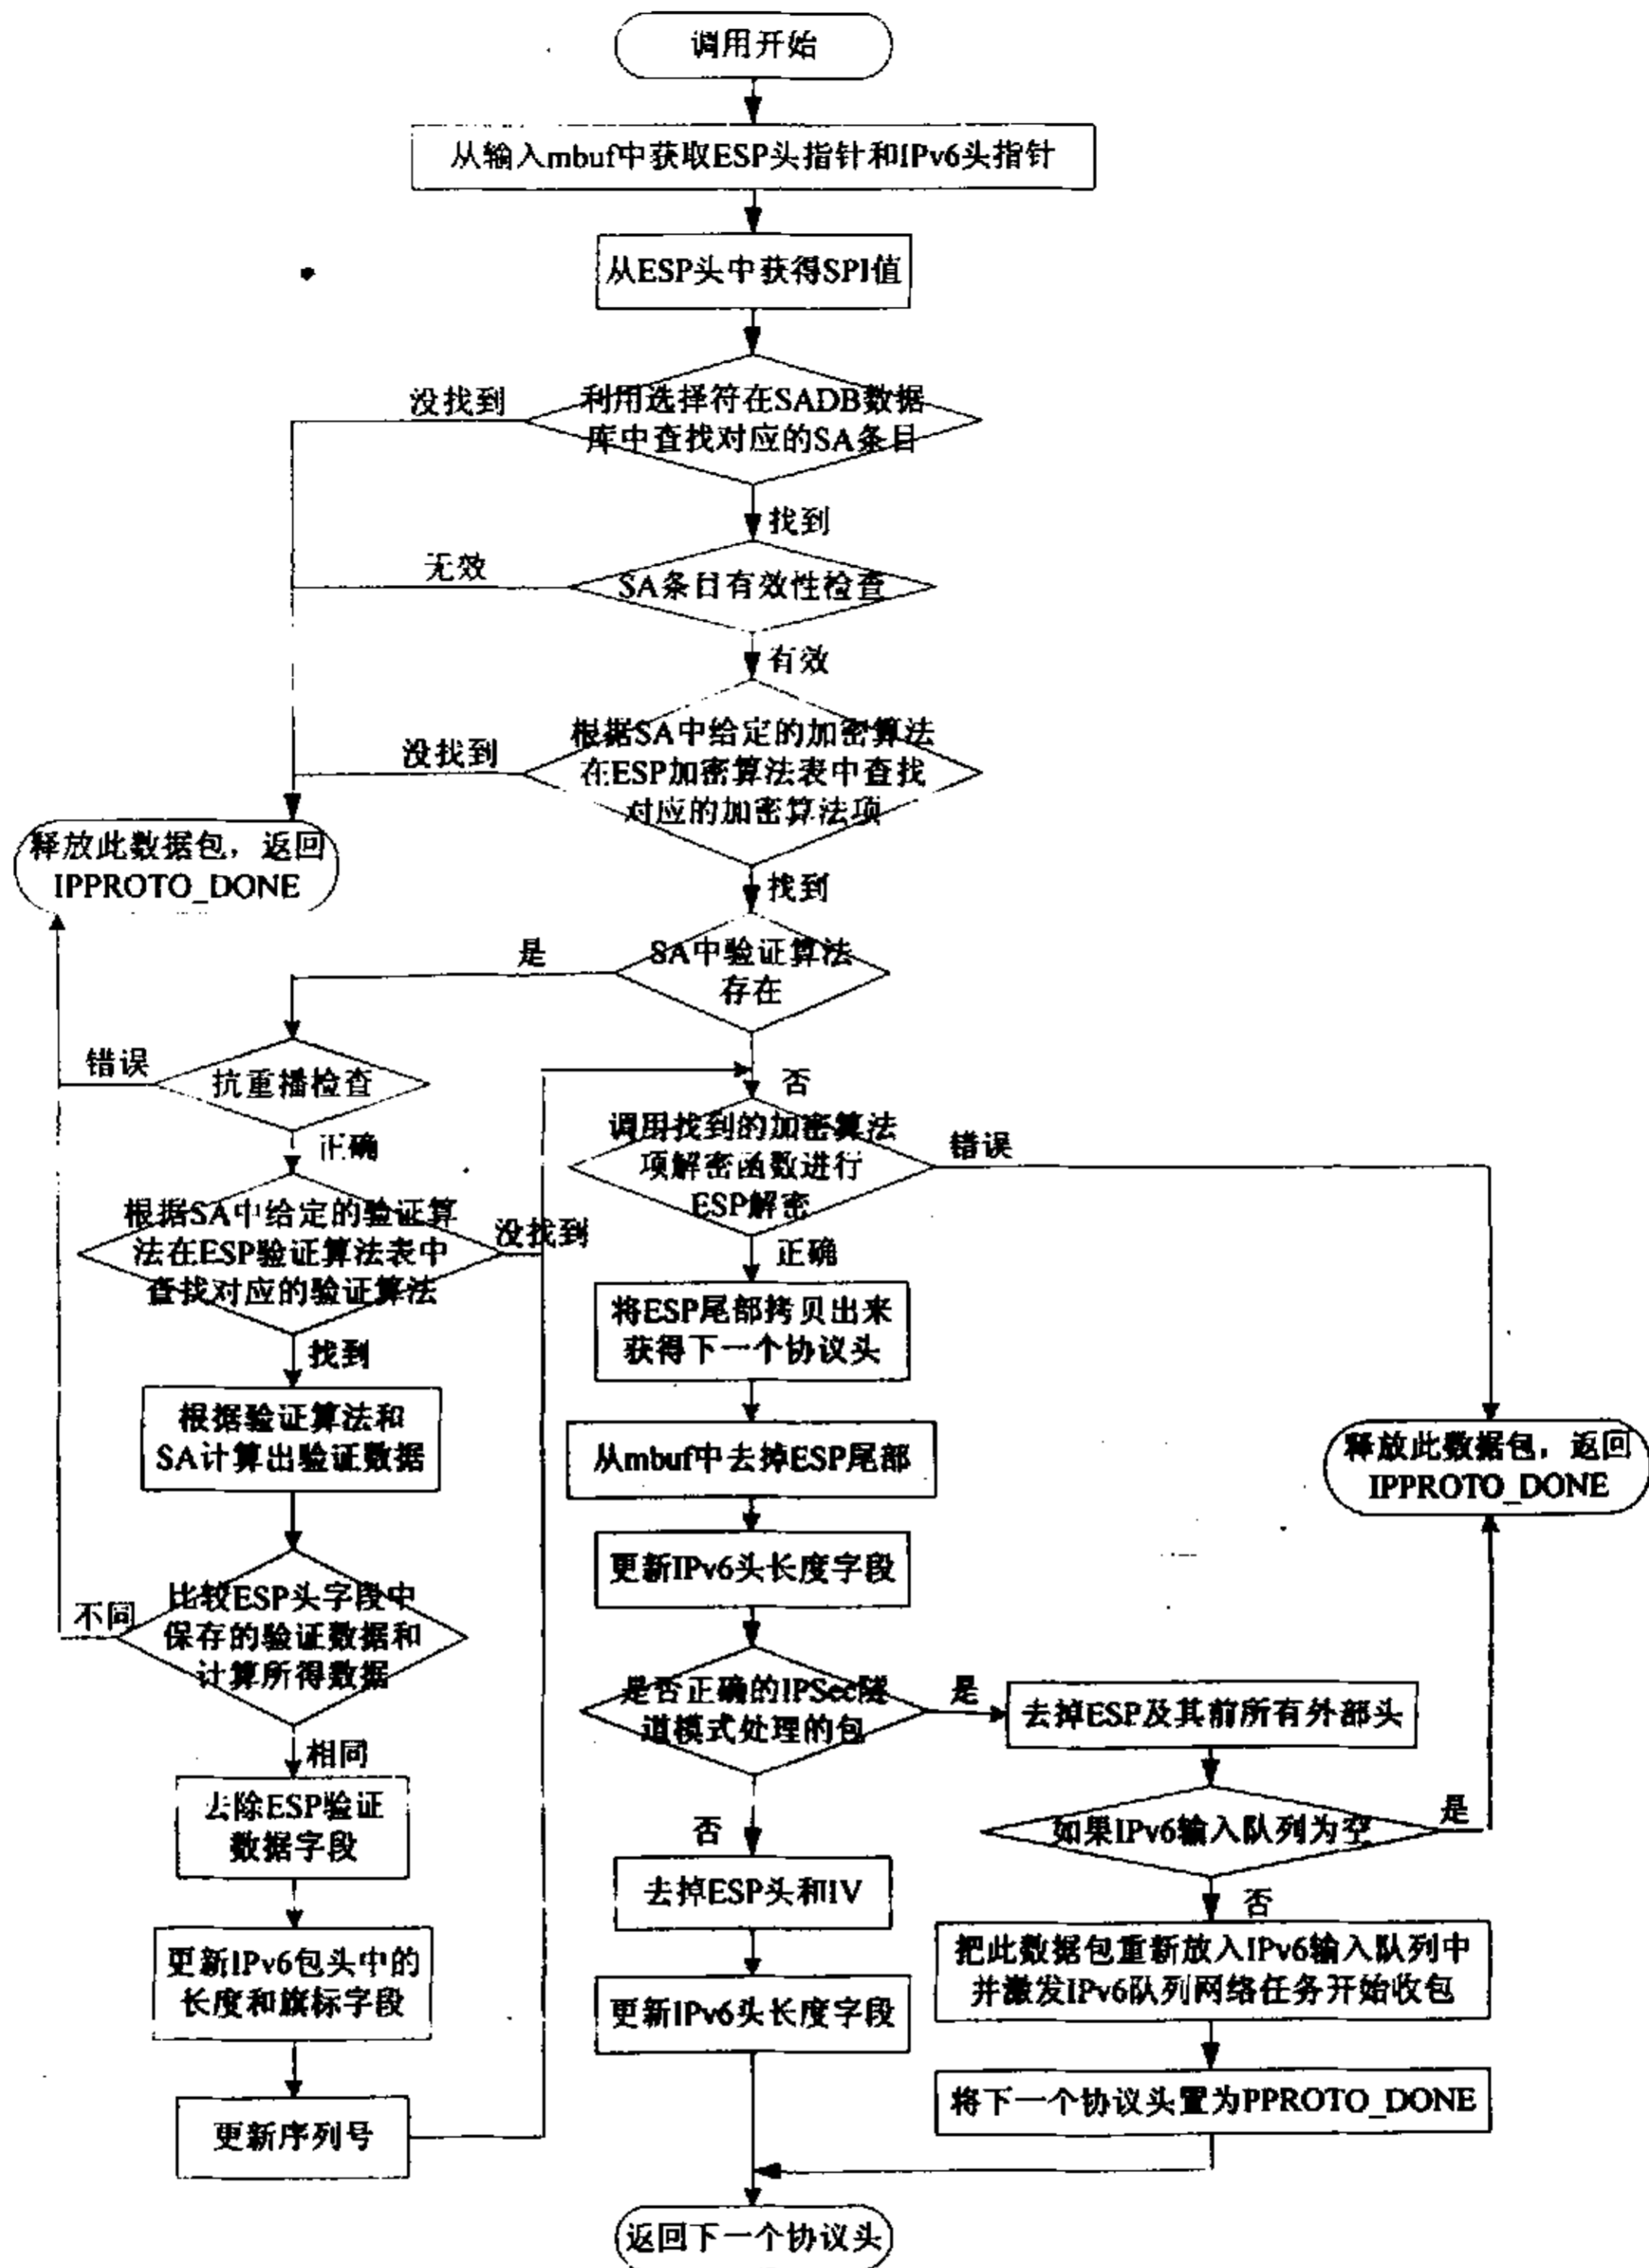 调用开始
从输入mbuf中获取ESP头指针和IPv6头指针
从ESP头中获得SPI值
没找到
利用选择符在SADB数据
库中查找对应的SA条目
找到
无效
SA条目有效性检查
有效
没找到
根据SA中给定的加密算法
在ESP加密算法表中查找
对应的加密算法项
释放此数据包，返回
IPPROTO_DONE
找到
是
SA中验证算法
存在
错误
抗重播检查
否
正确
调用找到的加密算法
项解密函数进行
ESP解密
错误
根据SA中给定的验证算
法在ESP验证算法表中
查找对应的验证算法
没找到
正确
找到
将ESP尾部拷贝出来
获得下一个协议头
根据验证算法和
SA计算出验证数据
从mbuf中去掉ESP尾部
释放此数据包，返回
IPPROTO_DONE
更新IPv6头长度字段
不同
比较ESP头字段中
保存的验证数据和
计算所得数据
是否正确的IPSec隧
道模式处理的包
是
去掉ESP及其前所有外部头
相同
去除ESP验证
数据字段
否
如果IPv6输入队列为空
是
去掉ESP头和IV
否
更新IPv6包头中的
长度和旗标字段
把此数据包重新放入IPv6输入队列中
并激发IPv6队列网络任务开始收包
更新IPv6头长度字段
将下一个协议头置为PPROTO_DONE
更新序列号
返回下一个协议头